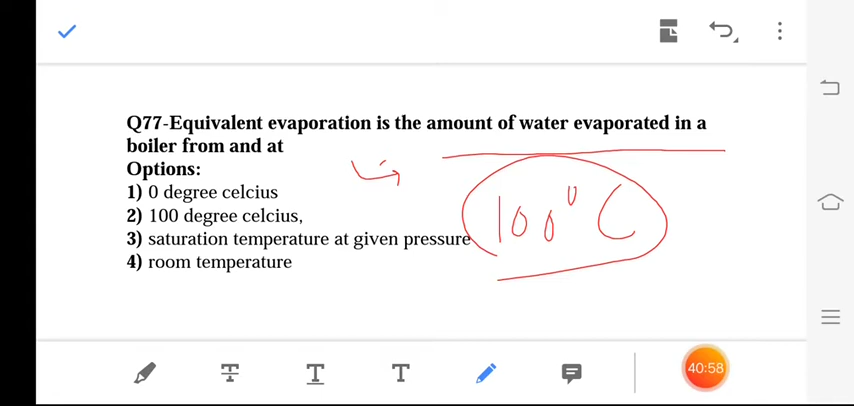 Q77-Equivalent evaporation is the amount of water evaporated in a
boiler from and at
Options:
1) 0 degree celcius
2) 100 degree celcius,
3) saturation temperature at given pressure
4) room temperature
100° C
T
T
T
40:58